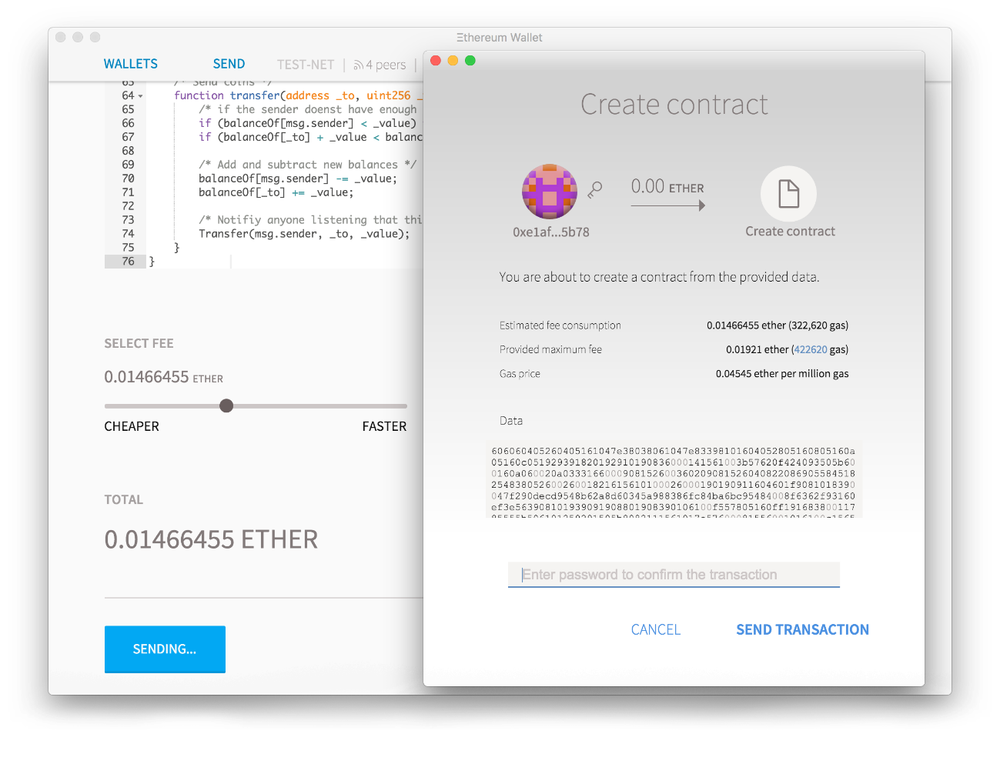 Ξthereum Wallet
WALLETS SEND TEST-NET 4 peers
63 /* Send coins */
64 function transfer(address _to, uint256 _
65 /* if the sender doenst have enough
66 if (balanceOf[msg.sender] < _value)
67 if (balanceOf[_to] + _value < balanc
68
69 /* Add and subtract new balances */
70 balanceOf[msg.sender] -= _value;
71 balanceOf[_to] += _value;
72
73 /* Notifiy anyone listening that thi
74 Transfer(msg.sender, _to, _value);
75 }
76 }
SELECT FEE
0.01466455 ETHER
CHEAPER FASTER
TOTAL
0.01466455 ETHER
SENDING...
Create contract
0.00 ETHER
0xe1af...5b78
Create contract
You are about to create a contract from the provided data.
Estimated fee consumption 0.01466455 ether (322,620 gas)
Provided maximum fee 0.01921 ether (422620 gas)
Gas price 0.04545 ether per million gas
Data
606060405260405161047e38038061047e833981016040528051608051 60a
05160c051929391820192910190836000141561003b57620f424093505b60
0160a060020a033316600090815260036020908152604082208690558451 8
254838052600260018216156101000260001901909116046 01f9081018390
047f290decd9548b62a8d60345a988386fc84ba6bc95484008f6362f93160
ef3e563908101939091908801908390106100f557805160ff191683800117
Enter password to confirm the transaction
CANCEL SEND TRANSACTION